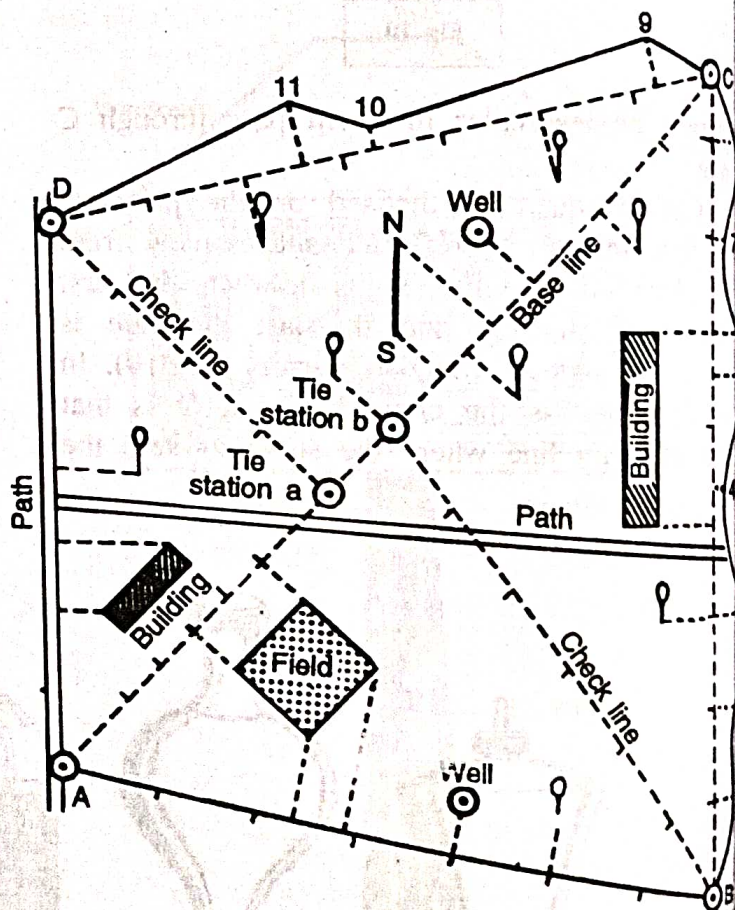 9
C
11
10
D
Well
N
Check line
Base line
S
Tie
station b
Building
Tie
station a
Path
Path
Building
Field
Check line
Well
A
B